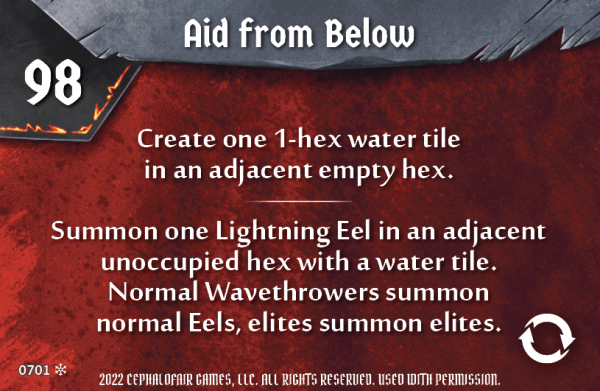 Aid from Below
98
Create one 1-hex water tile
in an adjacent empty hex.
Summon one Lightning Eel in an adjacent
unoccupied hex with a water tile.
Normal Wavethrowers summon
normal Eels, elites summon elites.
0701 ❇
2022 CEPHALOFAIR GAMES, LLC. ALL RIGHTS RESERVED. USED WITH PERMISSION.